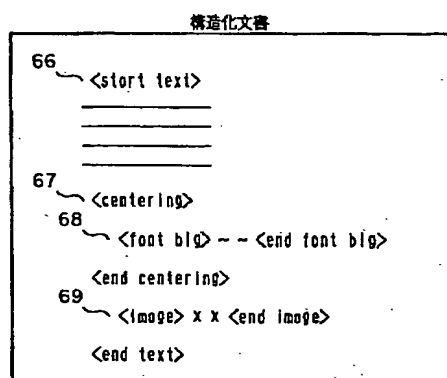 構造化文書
66
<start text>
67
<centering>
68
<font big> ~ ~ <end font big>
<end centering>
69
<image> x x <end image>
<end text>